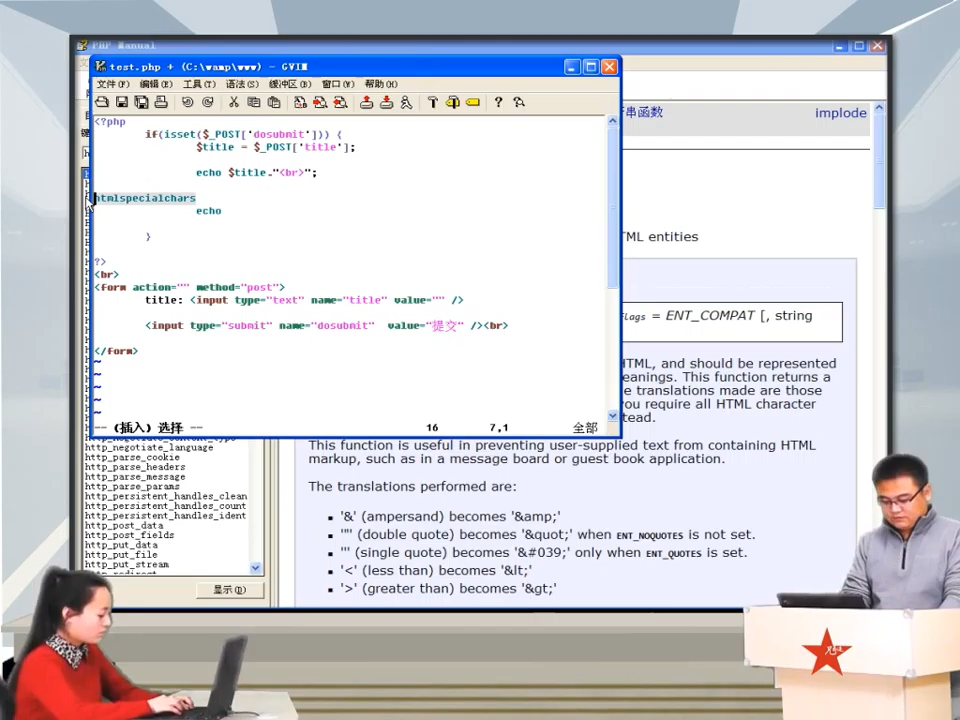 PHP Manual
test.php + (C:\wamp\www) - GVIM
文件(F) 编辑(E) 工具(T) 语法(S) 缓冲区(B) 窗口(W) 帮助(H)
<?php
if(isset($_POST['dosubmit'])) {
$title = $_POST['title'];
echo $title."<br>";
htmlspecialchars
echo
}
?>
<br>
<form action="" method="post">
title: <input type="text" name="title" value="" />
<input type="submit" name="dosubmit" value="提交" /><br>
</form>
~
~
~
~
~
-- (插入) 选择 -- 16 7,1 全部
串函数 implode
TML entities
flags = ENT_COMPAT [, string
HTML, and should be represented
eanings. This function returns a
e translations made are those
you require all HTML character
tead.
This function is useful in preventing user-supplied text from containing HTML
markup, such as in a message board or guest book application.
The translations performed are:
▪ '&' (ampersand) becomes '&amp;'
▪ '"' (double quote) becomes '&quot;' when ENT_NOQUOTES is not set.
▪ ''' (single quote) becomes '&#039;' only when ENT_QUOTES is set.
▪ '<' (less than) becomes '&lt;'
▪ '>' (greater than) becomes '&gt;'
http_negotiate_language
http_parse_cookie
http_parse_headers
http_parse_message
http_parse_params
http_persistent_handles_clean
http_persistent_handles_count
http_persistent_handles_ident
http_post_data
http_post_fields
http_put_data
http_put_file
http_put_stream
显示(D)